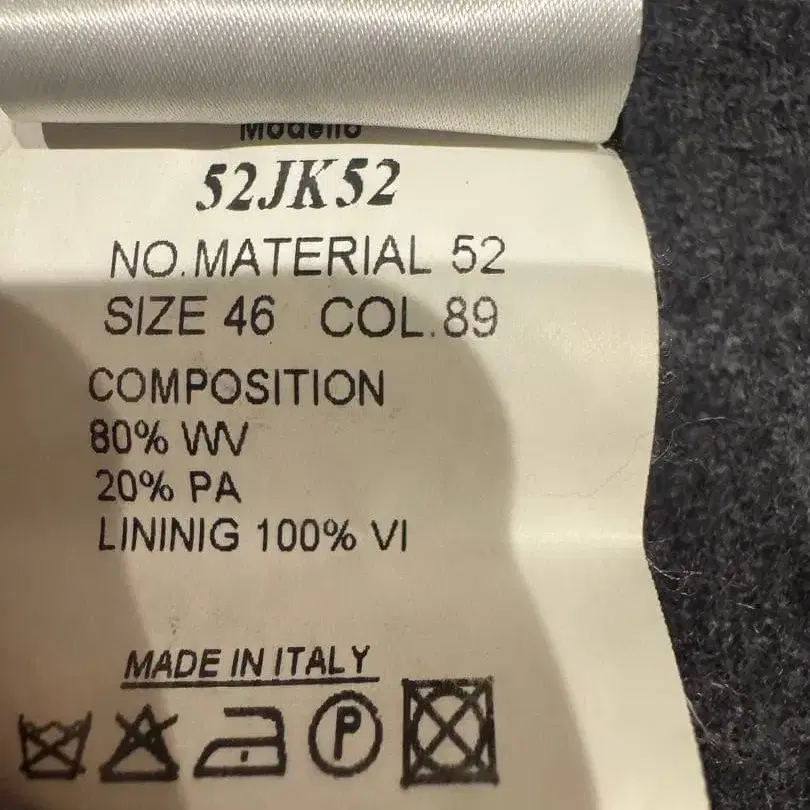 Modello
52JK52
NO.MATERIAL 52
SIZE 46 COL.89
COMPOSITION
80% WV
20% PA
LININIG 100% VI
MADE IN ITALY
P